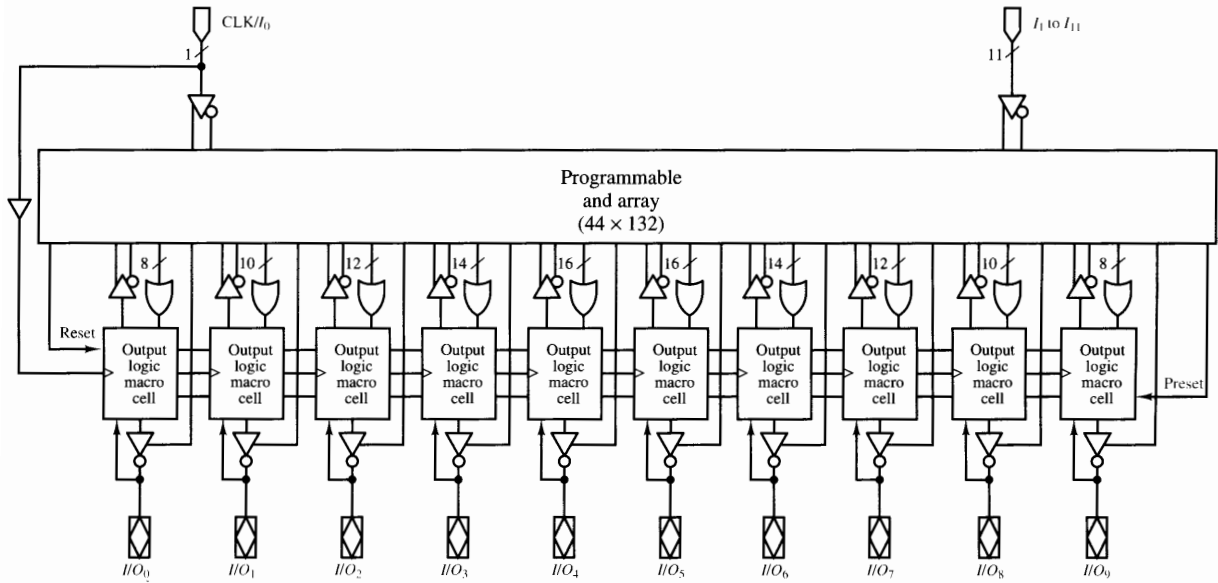 CLK/I₀
I₁ to I₁₁
1
11
Programmable
and array
(44 × 132)
8
10
12
14
16
16
14
12
10
8
Reset
Preset
Output
logic
macro
cell
Output
logic
macro
cell
Output
logic
macro
cell
Output
logic
macro
cell
Output
logic
macro
cell
Output
logic
macro
cell
Output
logic
macro
cell
Output
logic
macro
cell
Output
logic
macro
cell
Output
logic
macro
cell
I/O₀
I/O₁
I/O₂
I/O₃
I/O₄
I/O₅
I/O₆
I/O₇
I/O₈
I/O₉